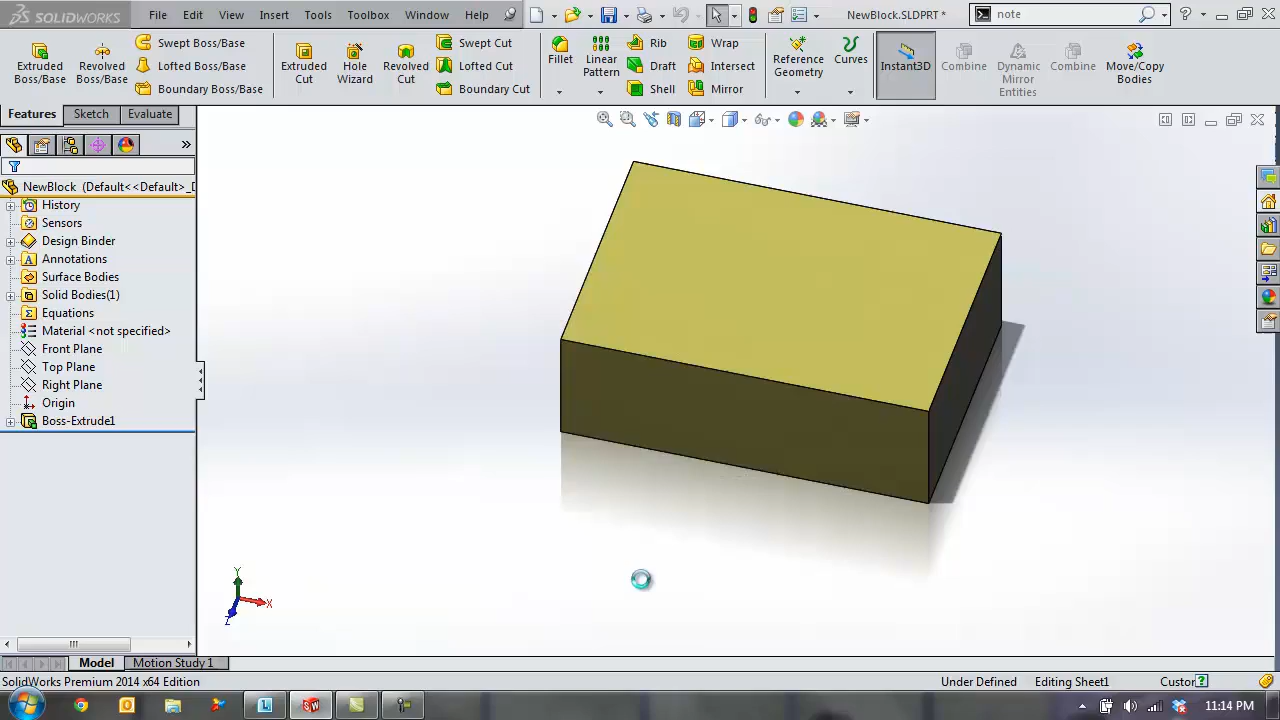 SOLIDWORKS File Edit View Insert Tools Toolbox Window Help NewBlock.SLDPRT * note
Extruded Boss/Base
Revolved Boss/Base
Swept Boss/Base
Lofted Boss/Base
Boundary Boss/Base
Extruded Cut
Hole Wizard
Revolved Cut
Swept Cut
Lofted Cut
Boundary Cut
Fillet
Linear Pattern
Rib
Draft
Shell
Wrap
Intersect
Mirror
Reference Geometry
Curves
Instant3D
Combine
Dynamic Mirror Entities
Combine
Move/Copy Bodies
Features Sketch Evaluate
NewBlock (Default<<Default>_D
History
Sensors
Design Binder
Annotations
Surface Bodies
Solid Bodies(1)
Equations
Material <not specified>
Front Plane
Top Plane
Right Plane
Origin
Boss-Extrude1
Y
X
Z
Model Motion Study 1
SolidWorks Premium 2014 x64 Edition Under Defined Editing Sheet1 Custor
11:14 PM